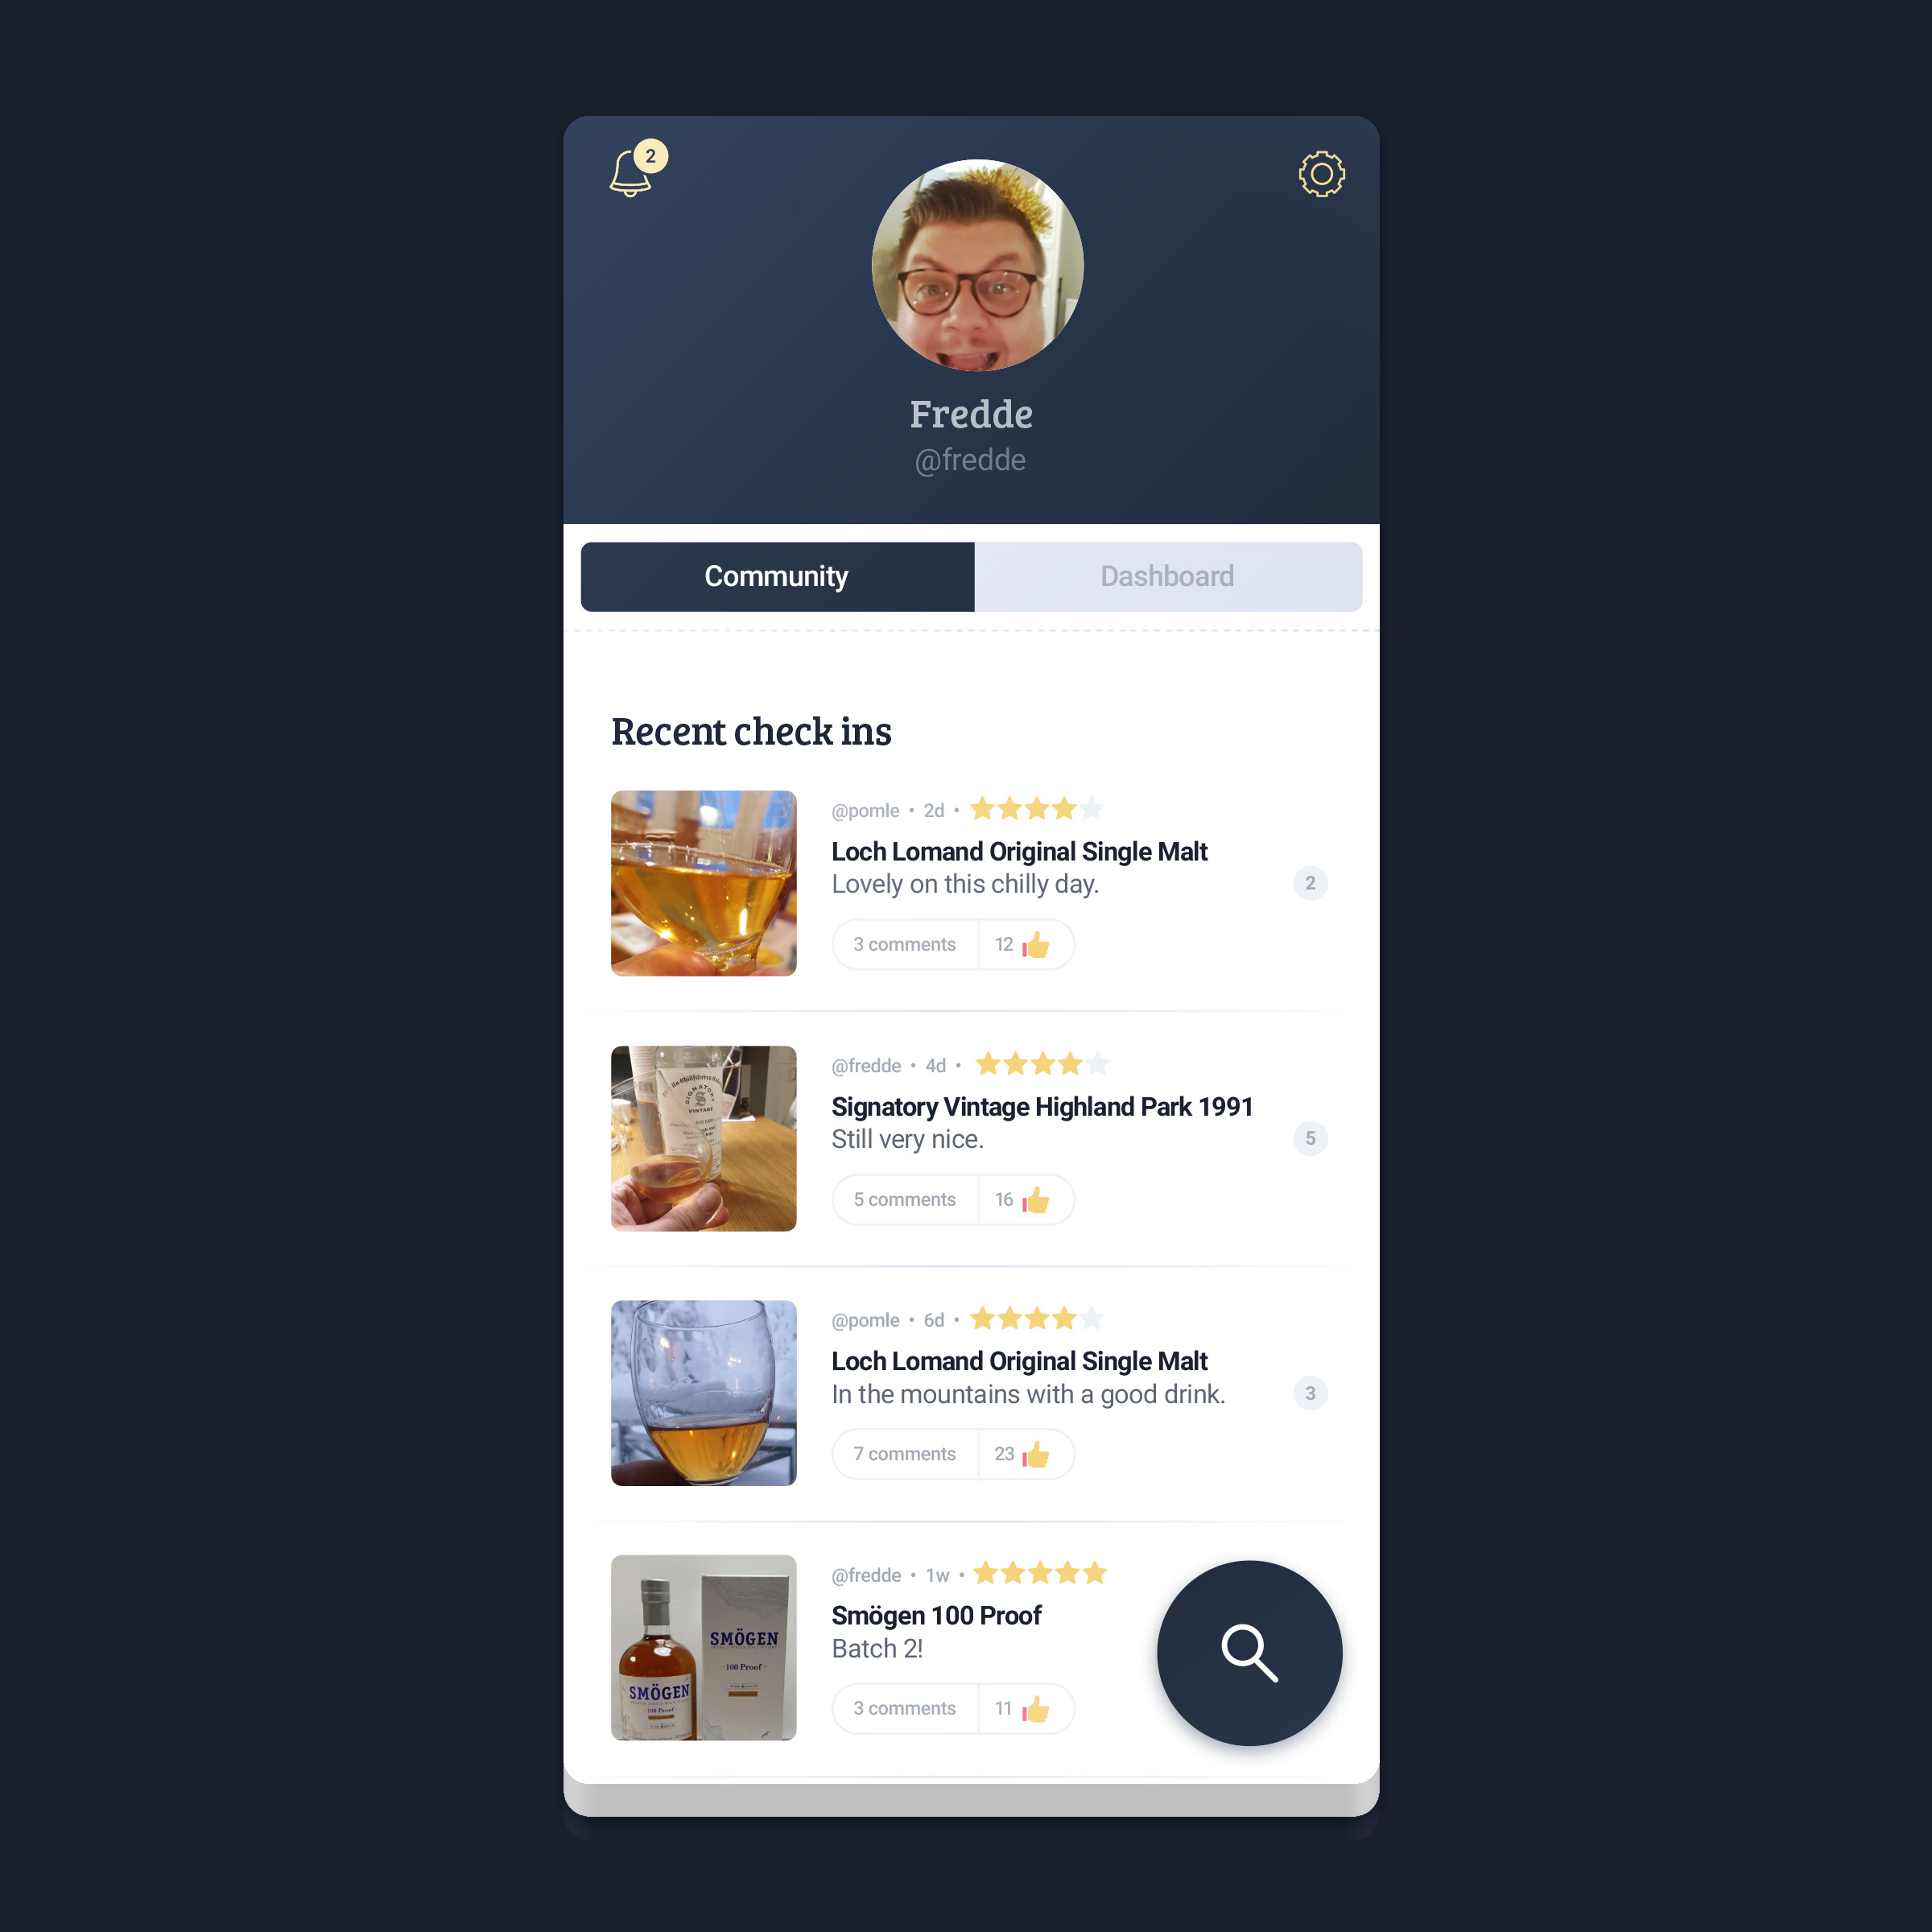 2
Fredde
@fredde
Community
Dashboard
Recent check ins
@pomle • 2d •
Loch Lomand Original Single Malt
Lovely on this chilly day.
2
3 comments
12
@fredde • 4d •
Signatory Vintage Highland Park 1991
Still very nice.
5
5 comments
16
SIGNATORY
VINTAGE
@pomle • 6d •
Loch Lomand Original Single Malt
In the mountains with a good drink.
3
7 comments
23
@fredde • 1w •
Smögen 100 Proof
Batch 2!
3 comments
11
SMÖGEN
·100 Proof·
SMÖGEN
·100 Proof·